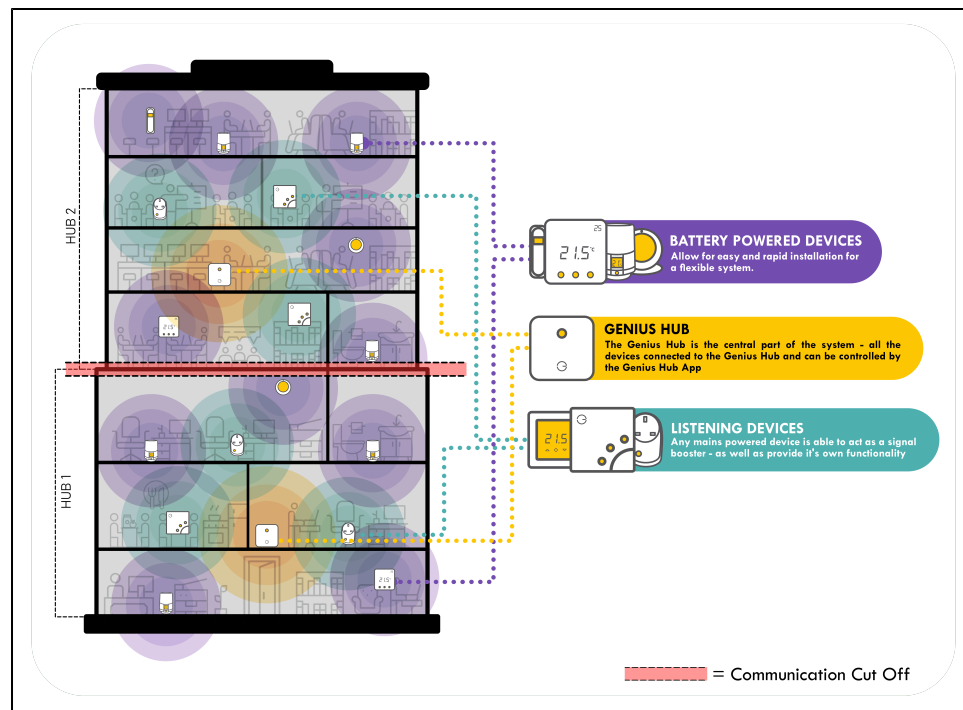 HUB 2
HUB 1
?
21.5°
21.5°
25
21.5°c
BATTERY POWERED DEVICES
Allow for easy and rapid installation for
a flexible system.
GENIUS HUB
The Genius Hub is the central part of the system - all the
devices connected to the Genius Hub and can be controlled by
the Genius Hub App
21.5
LISTENING DEVICES
Any mains powered device is able to act as a signal
booster - as well as provide it's own functionality
= Communication Cut Off